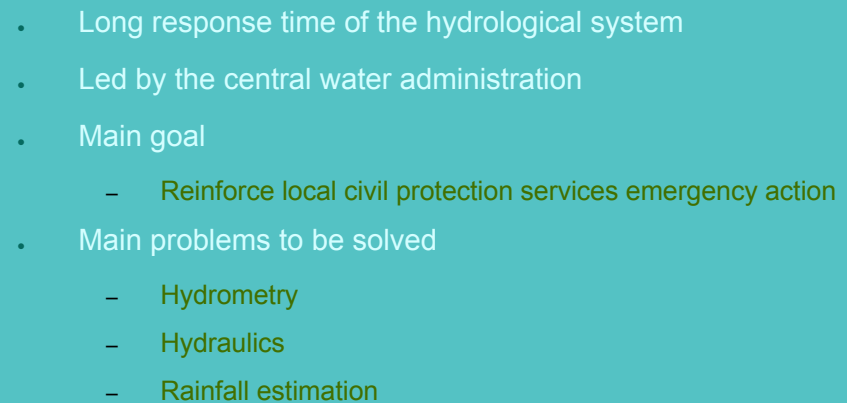 • Long response time of the hydrological system
• Led by the central water administration
• Main goal
– Reinforce local civil protection services emergency action
• Main problems to be solved
– Hydrometry
– Hydraulics
– Rainfall estimation